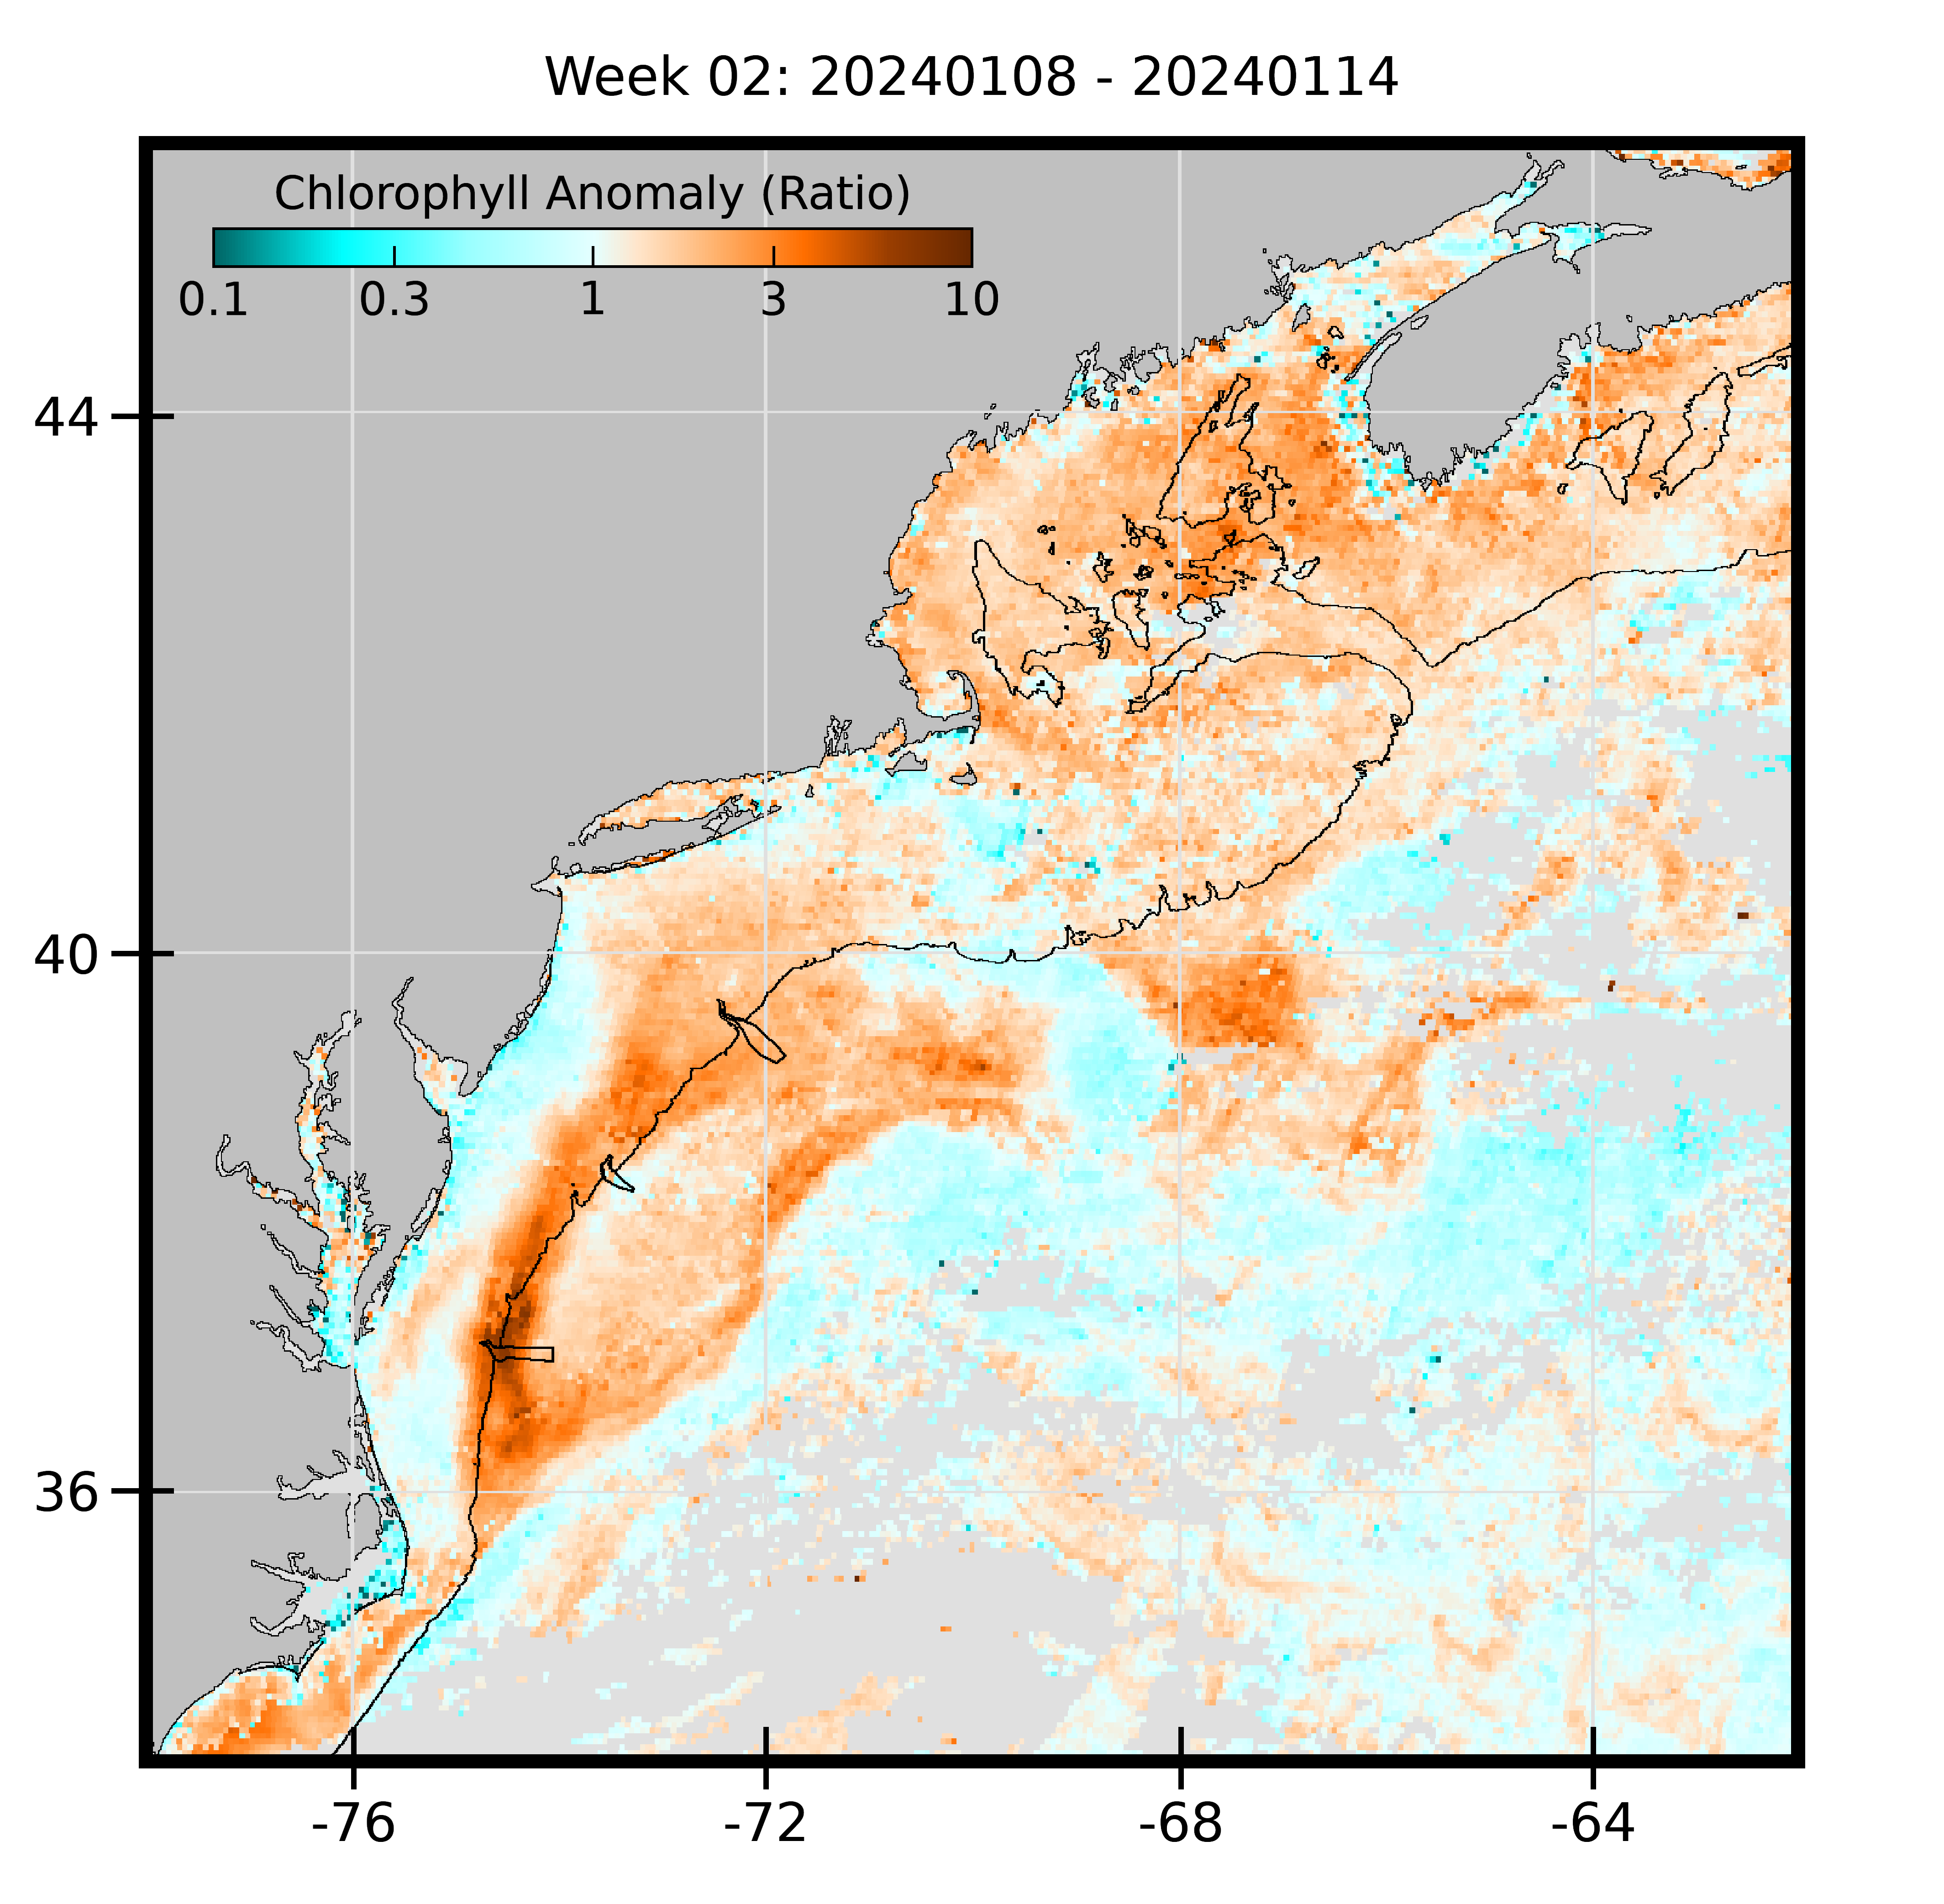 Week 02: 20240108 - 20240114
Chlorophyll Anomaly (Ratio)
0.1 0.3 1 3 10
44
40
36
-76 -72 -68 -64